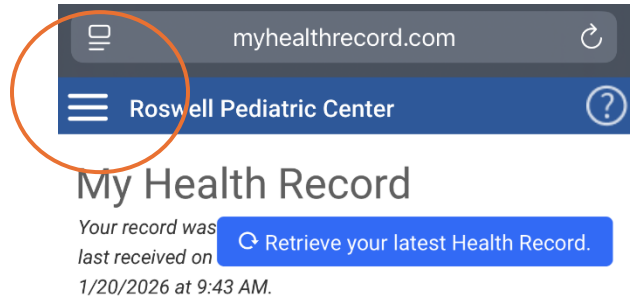 myhealthrecord.com
Roswell Pediatric Center
?
My Health Record
Your record was
last received on
1/20/2026 at 9:43 AM.
Retrieve your latest Health Record.